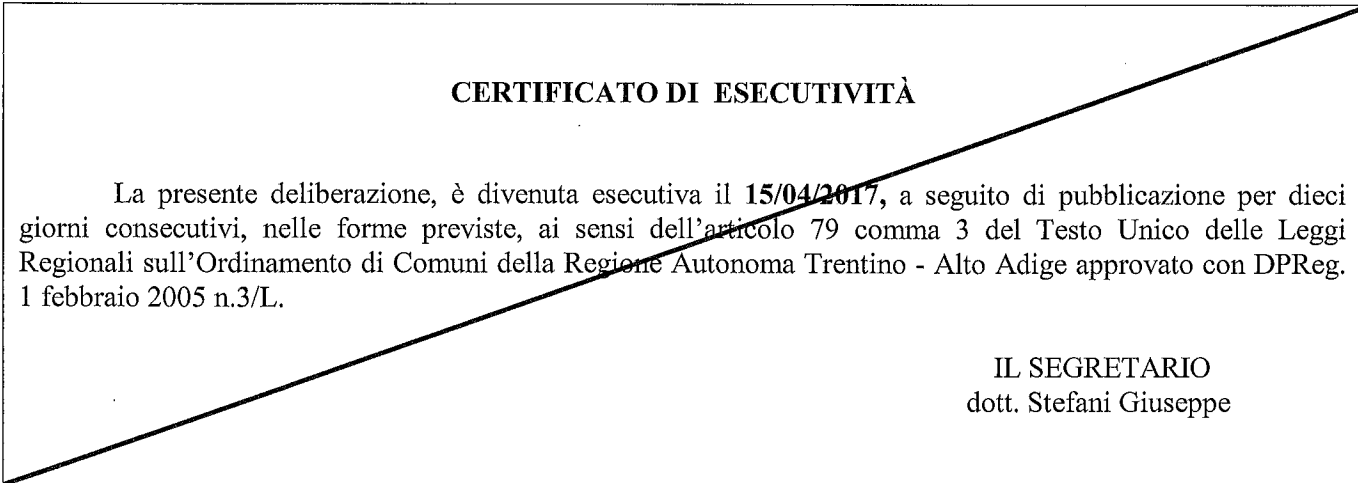 CERTIFICATO DI ESECUTIVITÀ
La presente deliberazione, è divenuta esecutiva il 15/04/2017, a seguito di pubblicazione per dieci
giorni consecutivi, nelle forme previste, ai sensi dell'articolo 79 comma 3 del Testo Unico delle Leggi
Regionali sull'Ordinamento di Comuni della Regione Autonoma Trentino - Alto Adige approvato con DPReg.
1 febbraio 2005 n.3/L.
IL SEGRETARIO
dott. Stefani Giuseppe